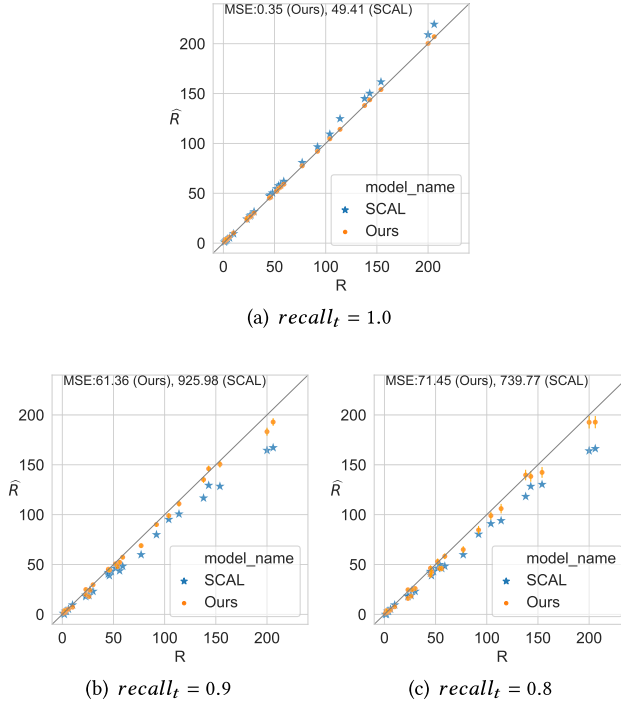 MSE:0.35 (Ours), 49.41 (SCAL)
200
150
R̂
100
50
0
model_name
SCAL
Ours
0 50 100 150 200
R
(a) recallₜ = 1.0
MSE:61.36 (Ours), 925.98 (SCAL)
200
150
R̂
100
50
0
model_name
SCAL
Ours
0 50 100 150 200
R
(b) recallₜ = 0.9
MSE:71.45 (Ours), 739.77 (SCAL)
200
150
R̂
100
50
0
model_name
SCAL
Ours
0 50 100 150 200
R
(c) recallₜ = 0.8